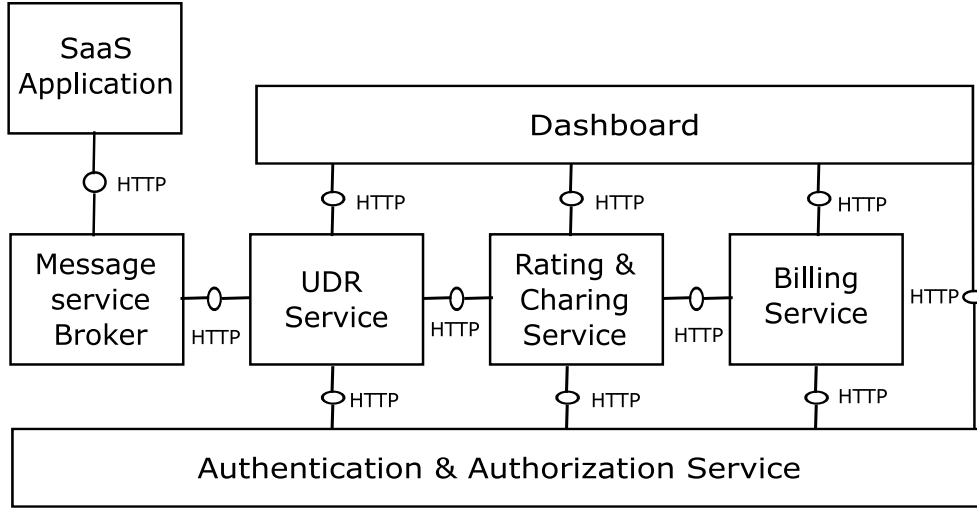 SaaS
Application
HTTP
Dashboard
HTTP
HTTP
HTTP
Message
service
Broker
HTTP
UDR
Service
HTTP
Rating &
Charing
Service
HTTP
Billing
Service
HTTP
HTTP
HTTP
HTTP
Authentication & Authorization Service